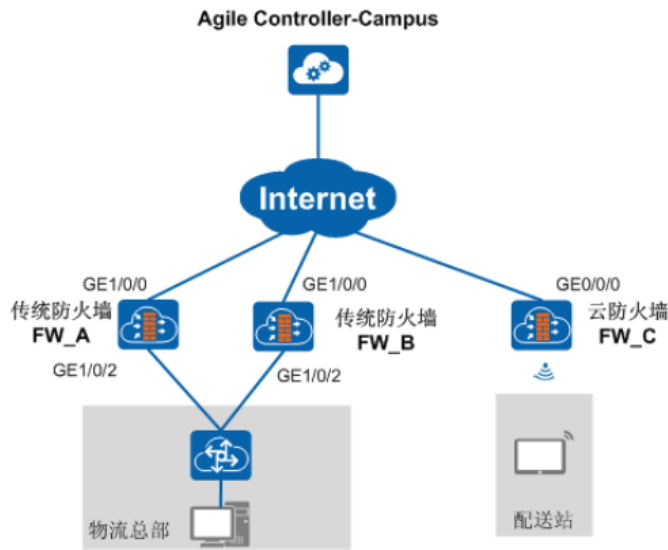 Agile Controller-Campus
Internet
GE1/0/0
GE1/0/0
GE0/0/0
传统防火墙
FW_A
传统防火墙
FW_B
云防火墙
FW_C
GE1/0/2
GE1/0/2
物流总部
配送站